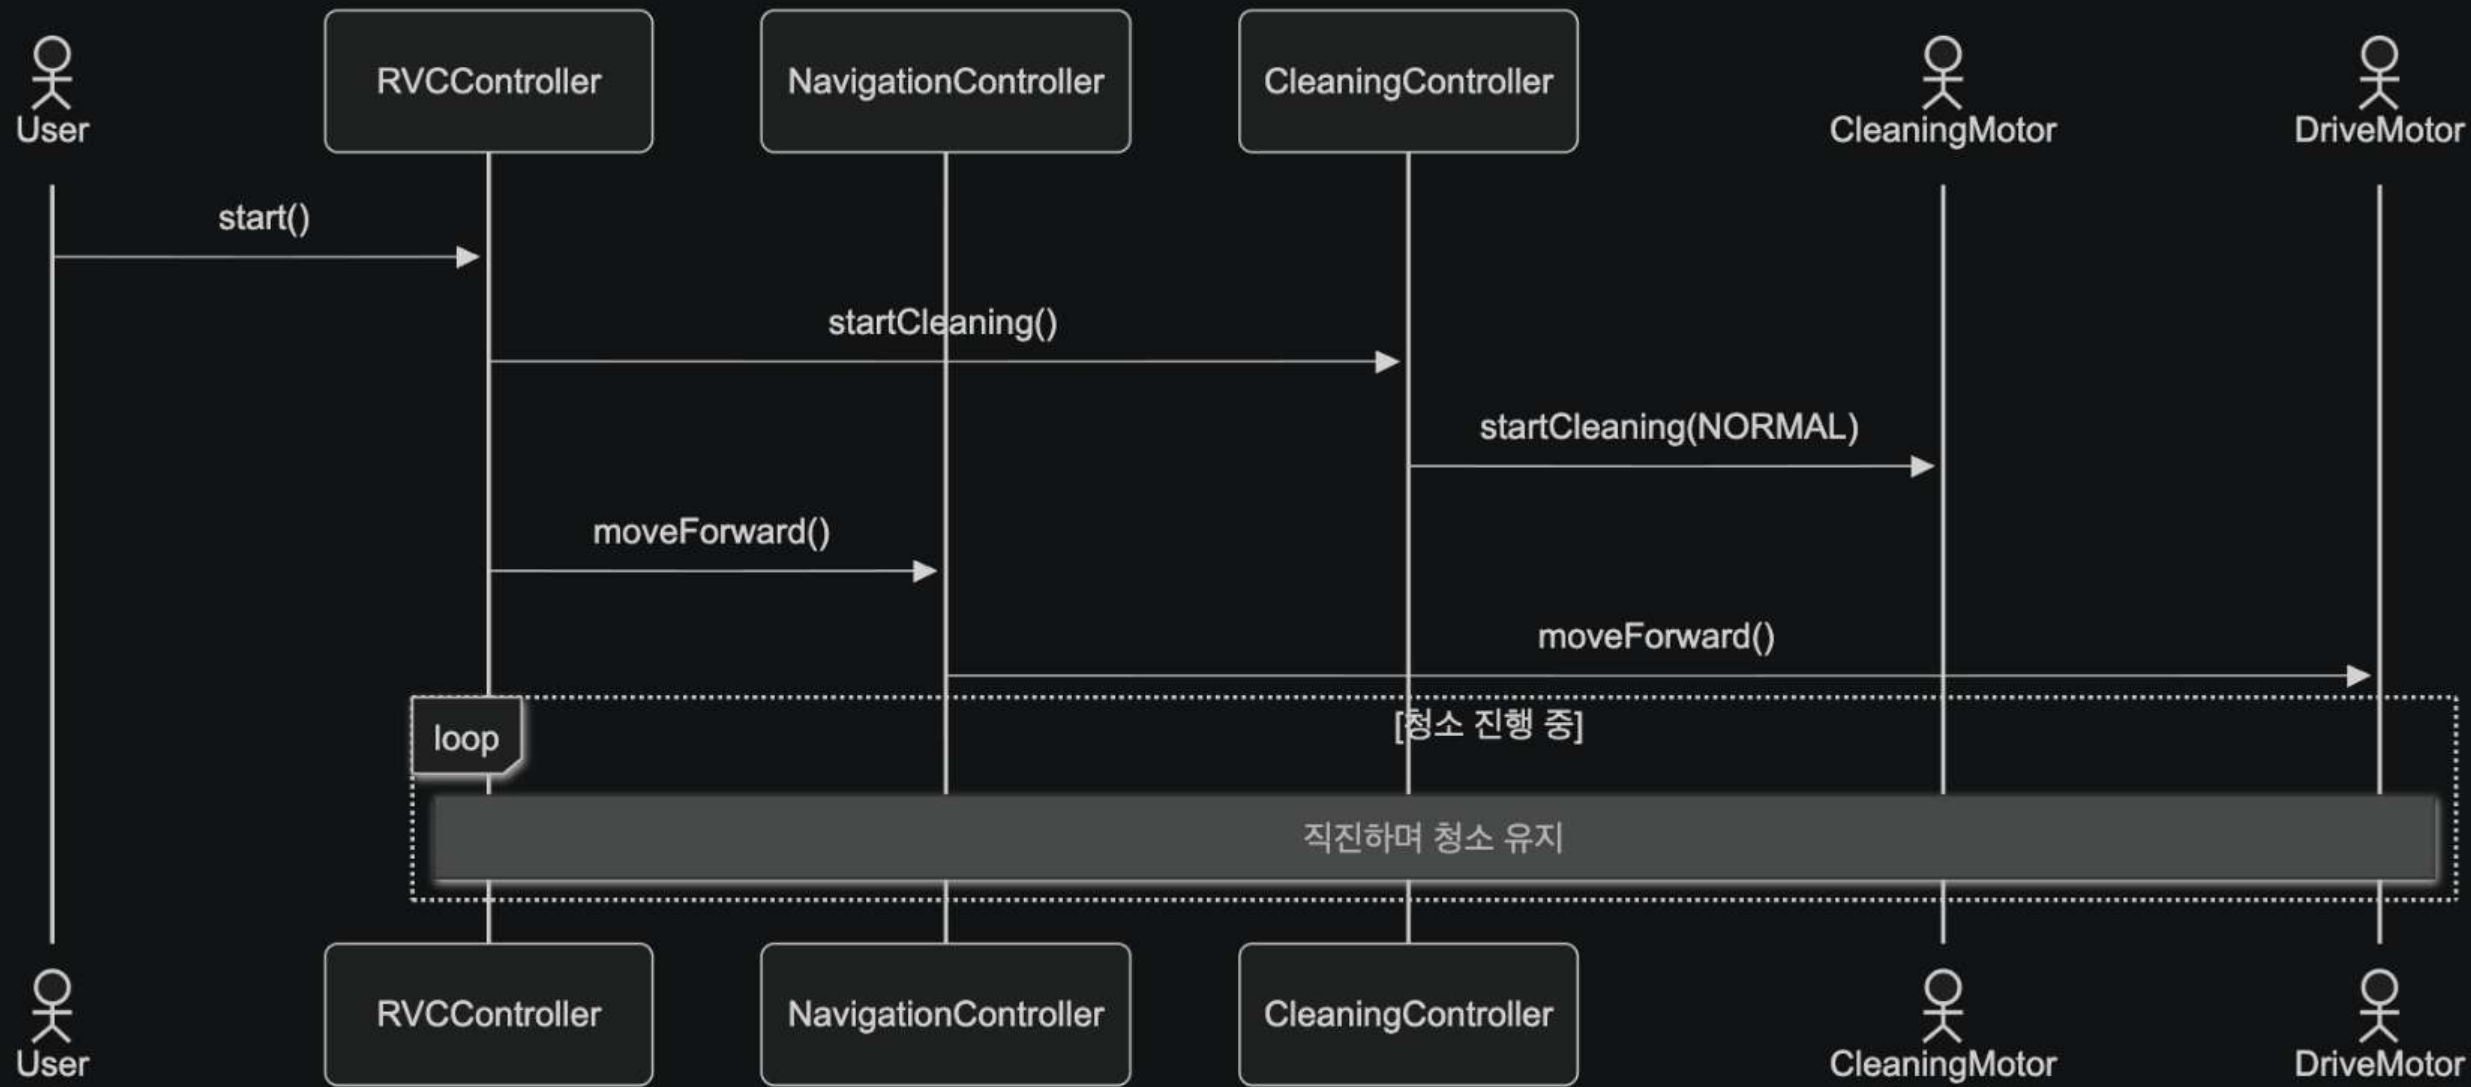 User
RVCController
NavigationController
CleaningController
CleaningMotor
DriveMotor
start()
startCleaning()
startCleaning(NORMAL)
moveForward()
moveForward()
loop
[청소 진행 중]
직진하며 청소 유지
User
RVCController
NavigationController
CleaningController
CleaningMotor
DriveMotor